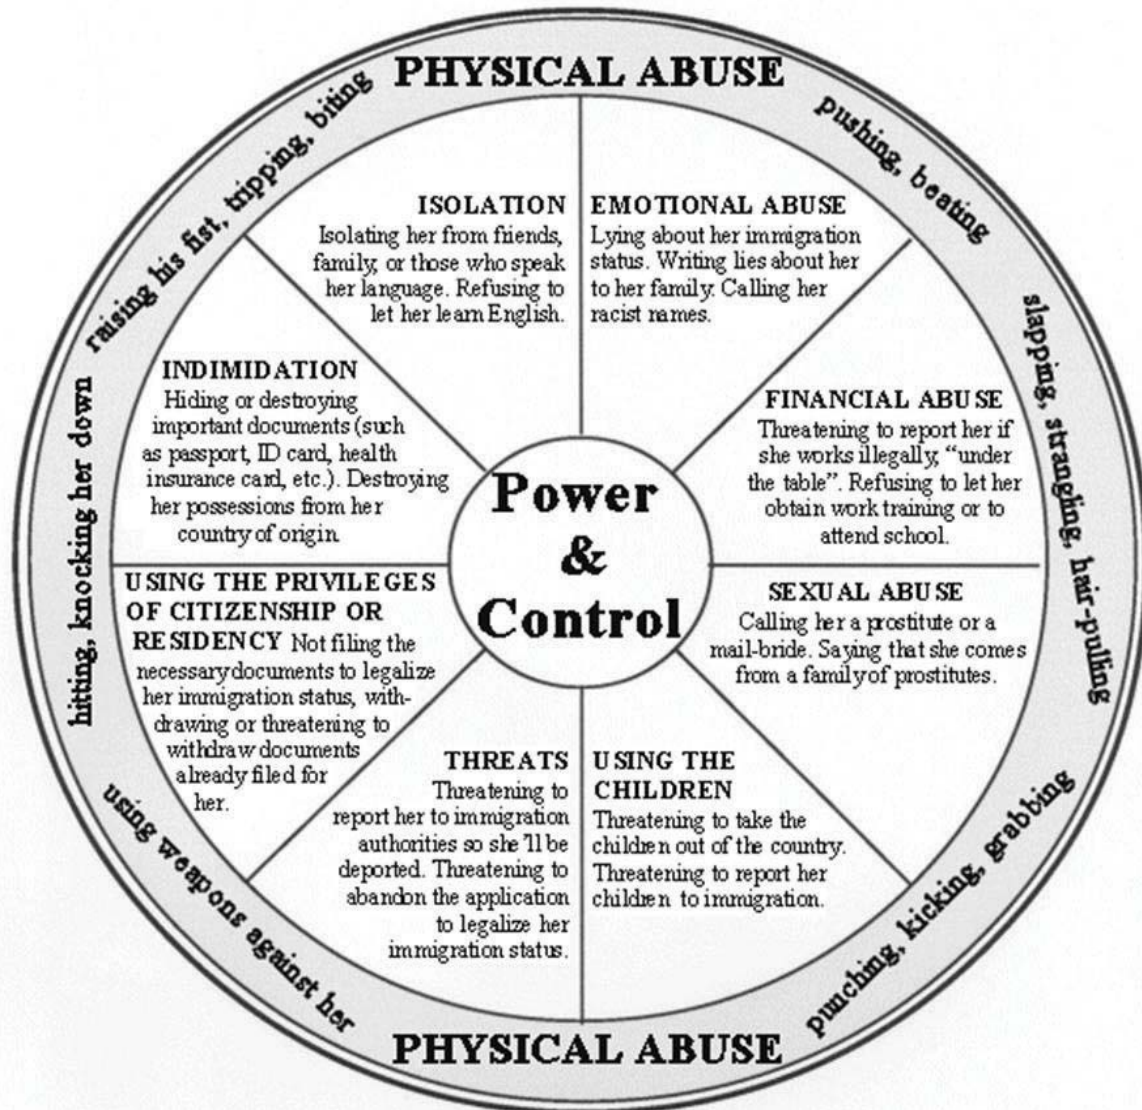 PHYSICAL ABUSE
pushing, beating
slapping, strangling, hair-pulling
punching, kicking, grabbing
PHYSICAL ABUSE
using weapons against her
hitting, knocking her down
raising his fist, tripping, biting
ISOLATION
Isolating her from friends,
family, or those who speak
her language. Refusing to
let her learn English.
EMOTIONAL ABUSE
Lying about her immigration
status. Writing lies about her
to her family. Calling her
racist names.
FINANCIAL ABUSE
Threatening to report her if
she works illegally, “under
the table”. Refusing to let her
obtain work training or to
attend school.
SEXUAL ABUSE
Calling her a prostitute or a
mail-bride. Saying that she comes
from a family of prostitutes.
USING THE
CHILDREN
Threatening to take the
children out of the country.
Threatening to report her
children to immigration.
THREATS
Threatening to
report her to immigration
authorities so she'll be
deported. Threatening to
abandon the application
to legalize her
immigration status.
USING THE PRIVILEGES
OF CITIZENSHIP OR
RESIDENCY Not filing the
necessary documents to legalize
her immigration status, with-
drawing or threatening to
withdraw documents
already filed for
her.
INDIMIDATION
Hiding or destroying
important documents (such
as passport, ID card, health
insurance card, etc.). Destroying
her possessions from her
country of origin.
Power
&
Control